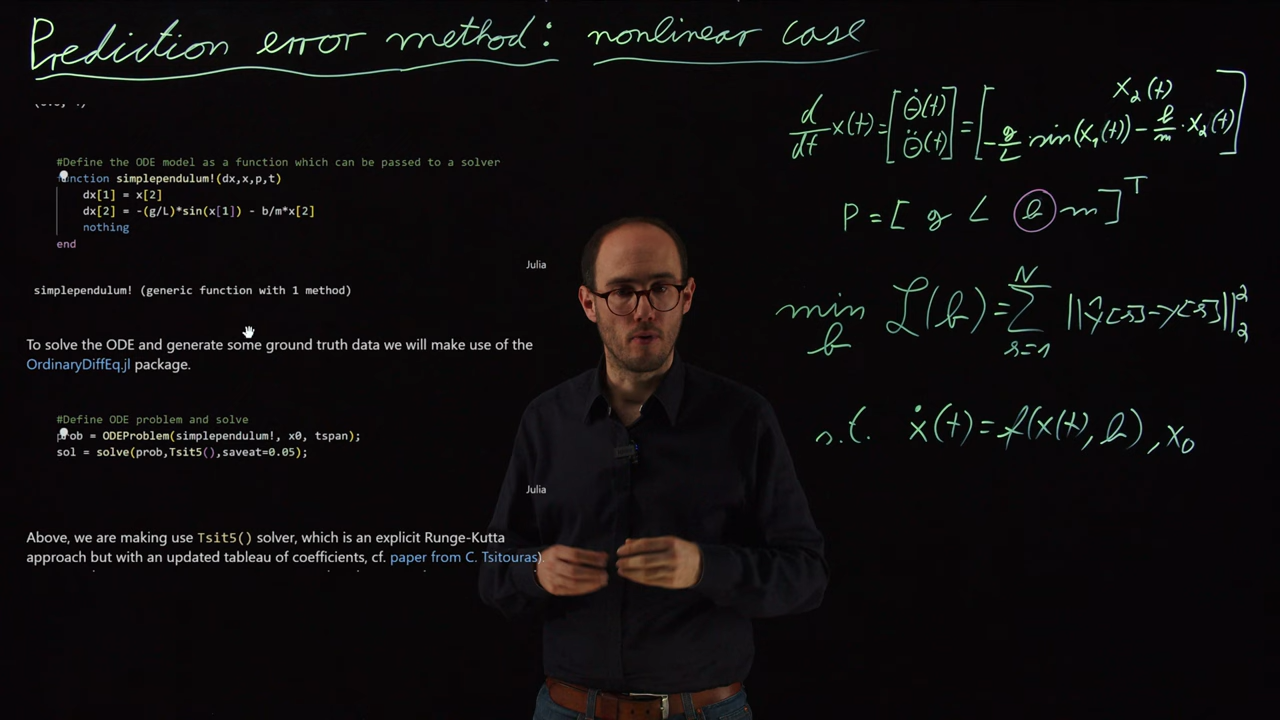 Prediction error method: nonlinear case
#Define the ODE model as a function which can be passed to a solver
function simplependulum!(dx,x,p,t)
dx[1] = x[2]
dx[2] = -(g/L)*sin(x[1]) - b/m*x[2]
nothing
end
Julia
simplependulum! (generic function with 1 method)
To solve the ODE and generate some ground truth data we will make use of the
OrdinaryDiffEq.jl package.
#Define ODE problem and solve
prob = ODEProblem(simplependulum!, x0, tspan);
sol = solve(prob,Tsit5(),saveat=0.05);
Julia
Above, we are making use Tsit5() solver, which is an explicit Runge-Kutta
approach but with an updated tableau of coefficients, cf. paper from C. Tsitouras)
d/dt x(t) = [θ̇(t) θ̈(t)] = [x₂(t) -g/L · sin(x₁(t)) - b/m · x₂(t)]
P = [g L b m]ᵀ
min b L(b) = Σ s=1 N ||ŷ[s] - y[s]||₂²
s.t. ẋ(t) = f(x(t), b), x₀